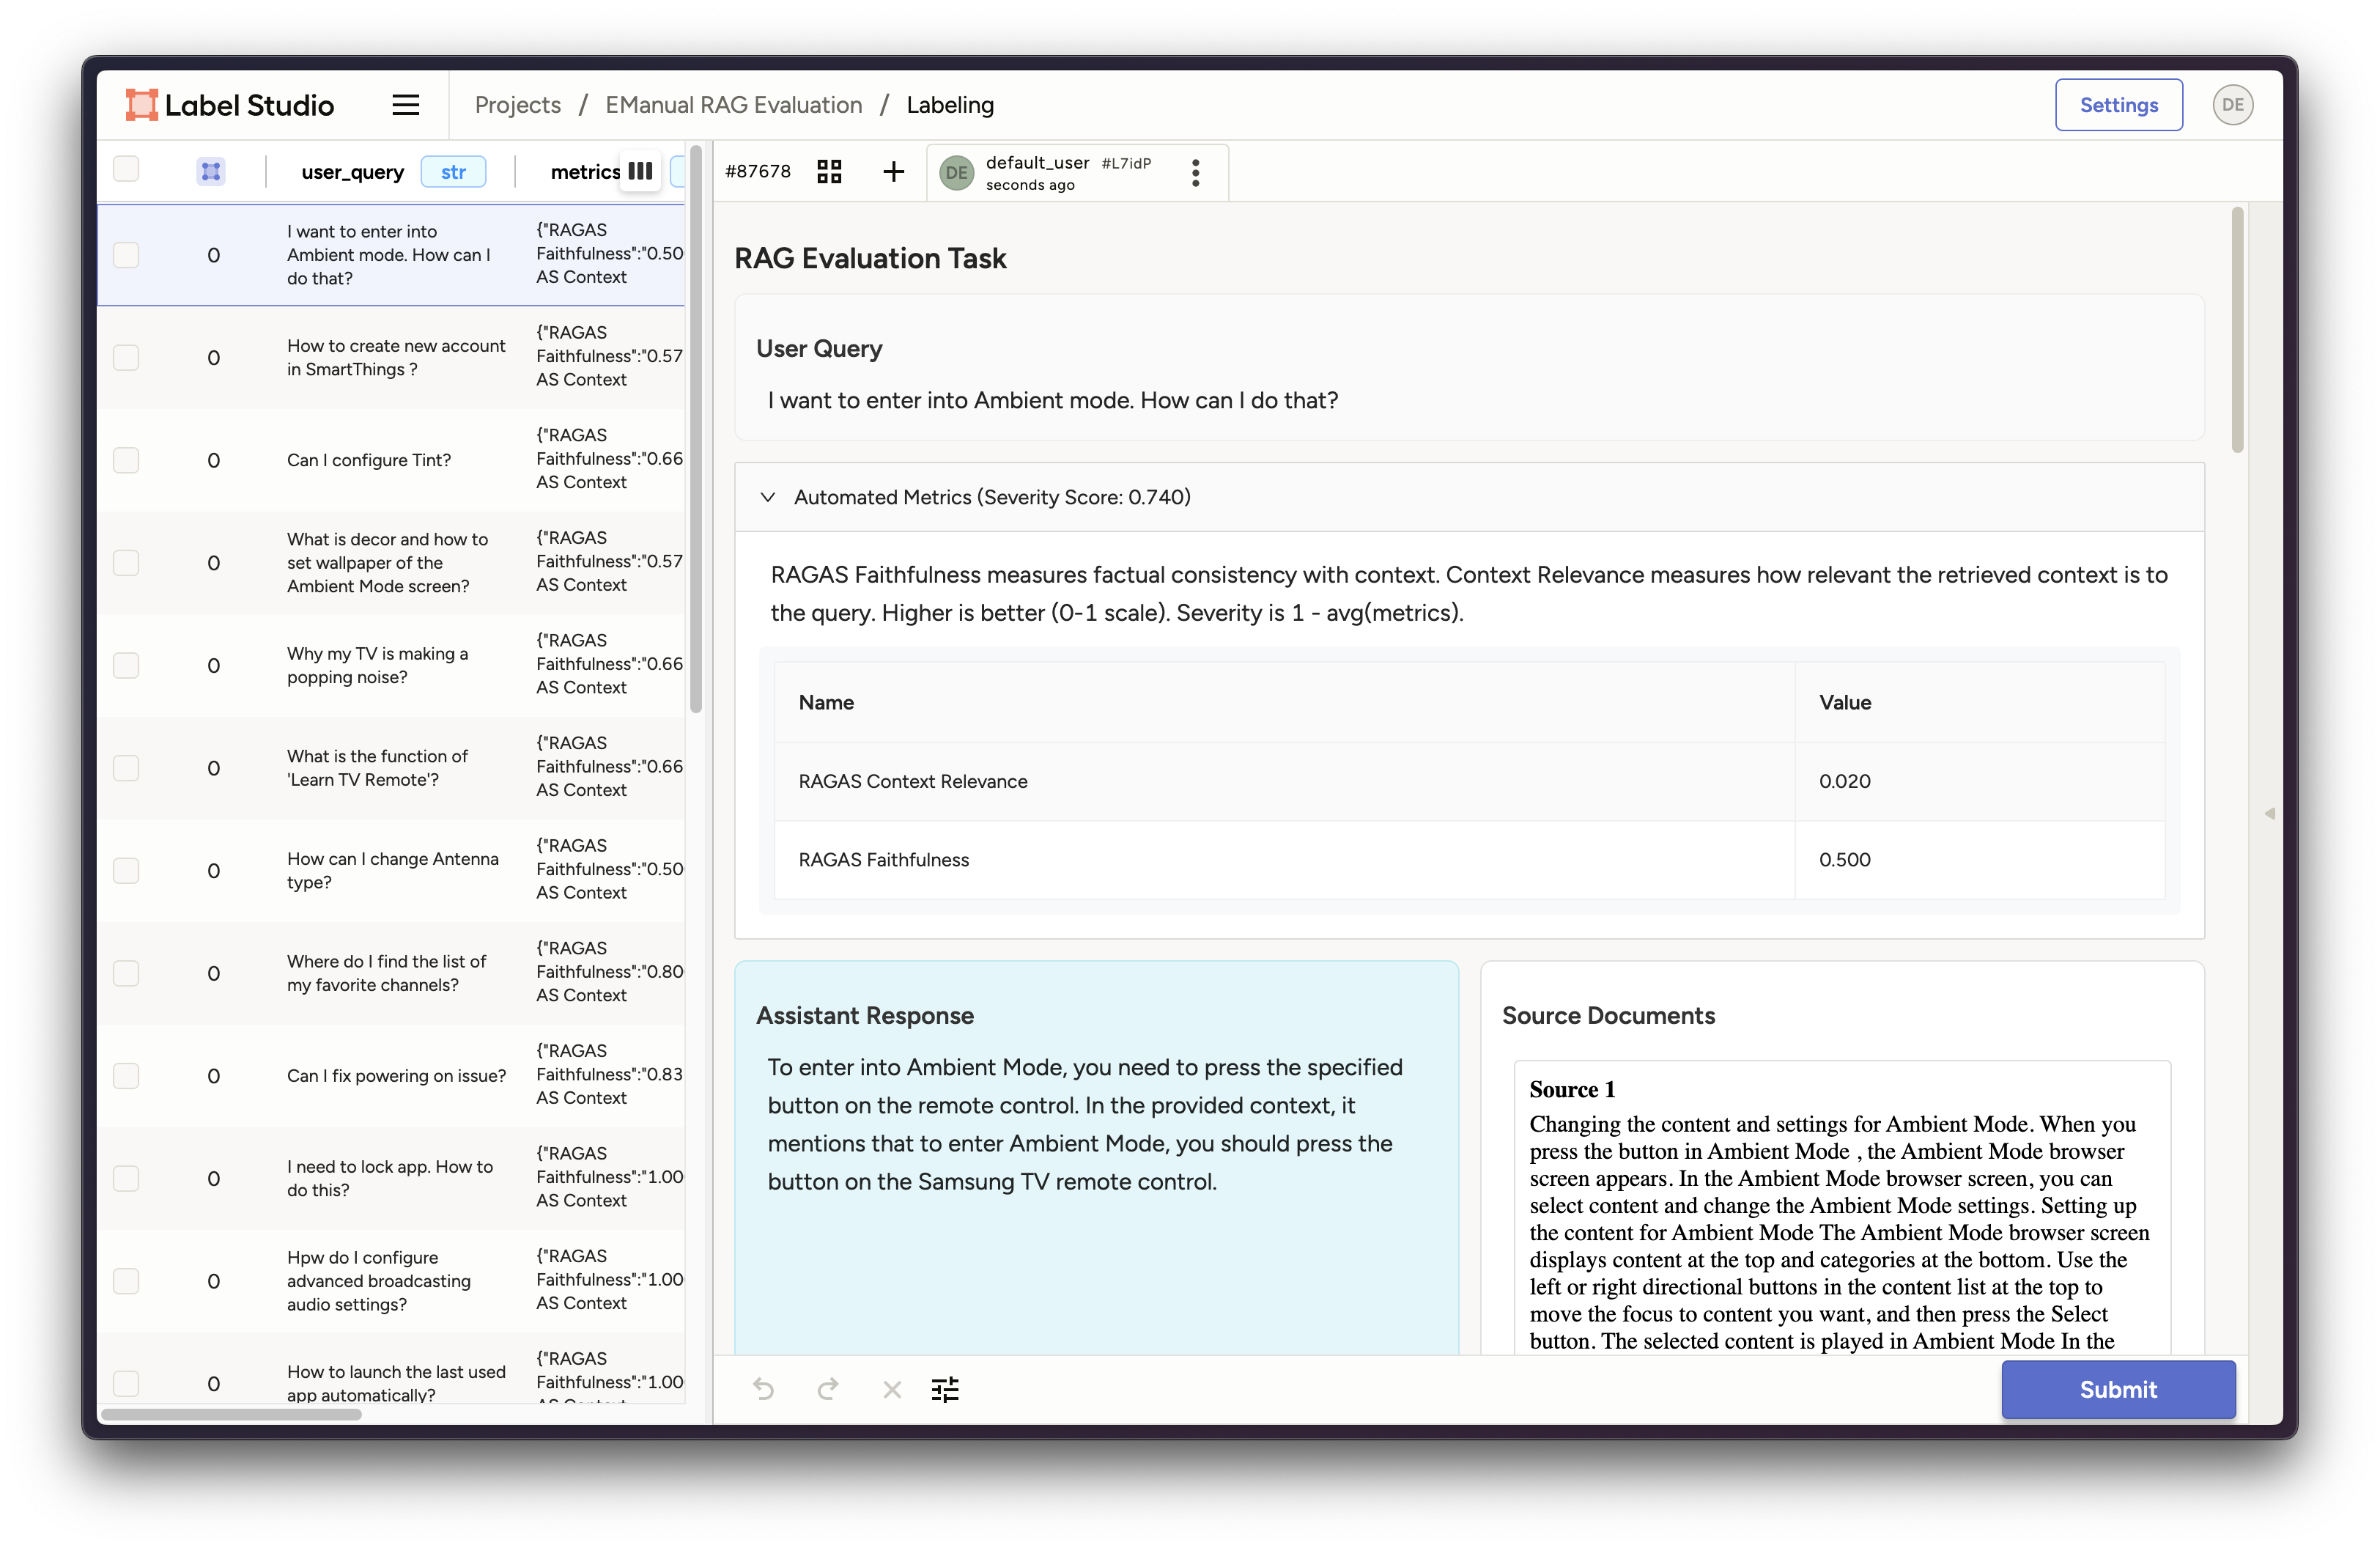 Label Studio
Projects / EManual RAG Evaluation / Labeling
Settings
DE
user_query str
metrics
I want to enter into
Ambient mode. How can I
do that?
0
{"RAGAS
Faithfulness":"0.50
AS Context
How to create new account
in SmartThings ?
0
{"RAGAS
Faithfulness":"0.57
AS Context
Can I configure Tint?
0
{"RAGAS
Faithfulness":"0.66
AS Context
What is decor and how to
set wallpaper of the
Ambient Mode screen?
0
{"RAGAS
Faithfulness":"0.57
AS Context
Why my TV is making a
popping noise?
0
{"RAGAS
Faithfulness":"0.66
AS Context
What is the function of
'Learn TV Remote'?
0
{"RAGAS
Faithfulness":"0.66
AS Context
How can I change Antenna
type?
0
{"RAGAS
Faithfulness":"0.50
AS Context
Where do I find the list of
my favorite channels?
0
{"RAGAS
Faithfulness":"0.80
AS Context
Can I fix powering on issue?
0
{"RAGAS
Faithfulness":"0.83
AS Context
I need to lock app. How to
do this?
0
{"RAGAS
Faithfulness":"1.00
AS Context
Hpw do I configure
advanced broadcasting
audio settings?
0
{"RAGAS
Faithfulness":"1.00
AS Context
How to launch the last used
app automatically?
0
{"RAGAS
Faithfulness":"1.00
#87678
DE
default_user #L7idP
seconds ago
RAG Evaluation Task
User Query
I want to enter into Ambient mode. How can I do that?
Automated Metrics (Severity Score: 0.740)
RAGAS Faithfulness measures factual consistency with context. Context Relevance measures how relevant the retrieved context is to
the query. Higher is better (0-1 scale). Severity is 1 - avg(metrics).
Name Value
RAGAS Context Relevance 0.020
RAGAS Faithfulness 0.500
Assistant Response
To enter into Ambient Mode, you need to press the specified
button on the remote control. In the provided context, it
mentions that to enter Ambient Mode, you should press the
button on the Samsung TV remote control.
Source Documents
Source 1
Changing the content and settings for Ambient Mode. When you
press the button in Ambient Mode , the Ambient Mode browser
screen appears. In the Ambient Mode browser screen, you can
select content and change the Ambient Mode settings. Setting up
the content for Ambient Mode The Ambient Mode browser screen
displays content at the top and categories at the bottom. Use the
left or right directional buttons in the content list at the top to
move the focus to content you want, and then press the Select
button. The selected content is played in Ambient Mode In the
Submit